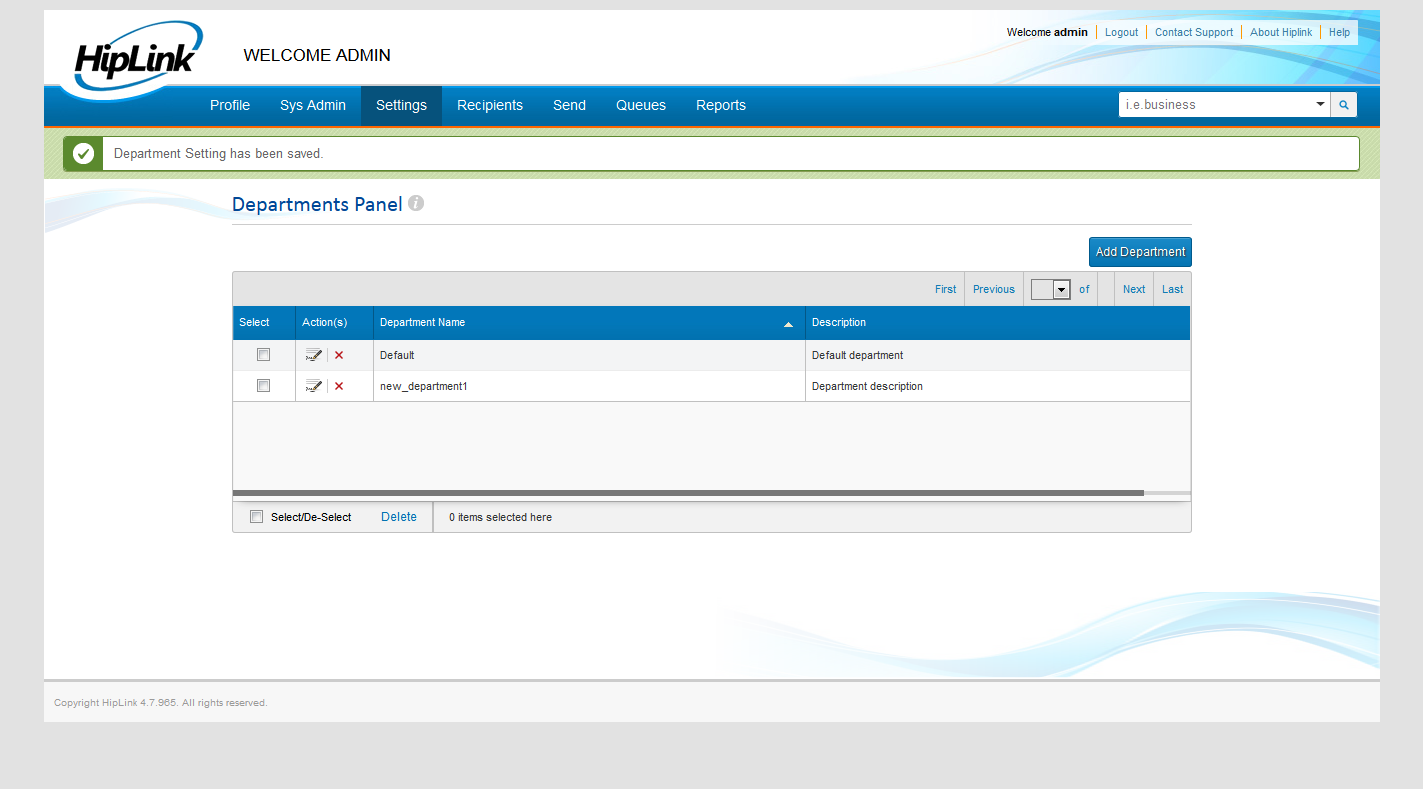 HipLink
WELCOME ADMIN
Welcome admin Logout Contact Support About Hiplink Help
Profile Sys Admin Settings Recipients Send Queues Reports i.e.business
Department Setting has been saved.
Departments Panel i
Add Department
First Previous of Next Last
Select Action(s) Department Name Description
Default Default department
new_department1 Department description
Select/De-Select Delete 0 items selected here
Copyright HipLink 4.7.965. All rights reserved.